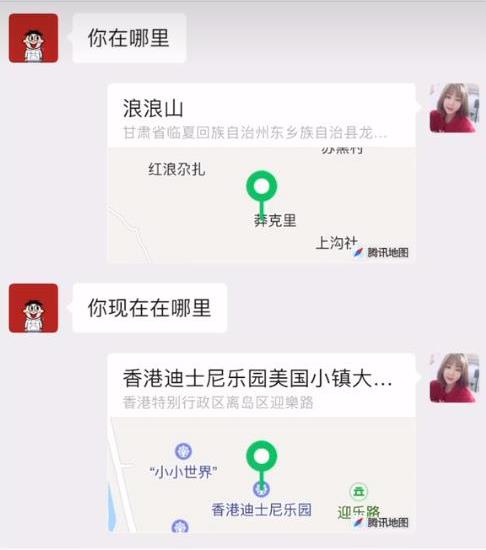 你在哪里
浪浪山
甘肃省临夏回族自治州东乡族自治县龙...
苏黑村
红浪尕扎
莽克里
上沟社
腾讯地图
你现在在哪里
香港迪士尼乐园美国小镇大...
香港特别行政区离岛区迎樂路
“小小世界”
香港迪士尼乐园
迎乐路
腾讯地图